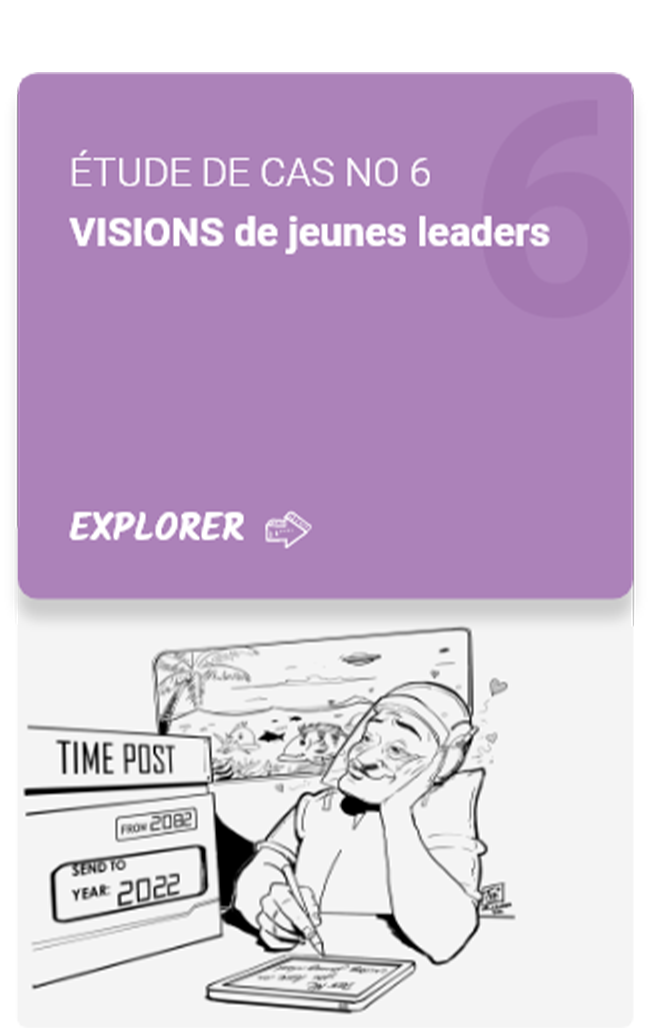 6
ÉTUDE DE CAS NO 6
VISIONS de jeunes leaders
EXPLORER
TIME POST
FROM 2082
SEND TO
YEAR: 2022